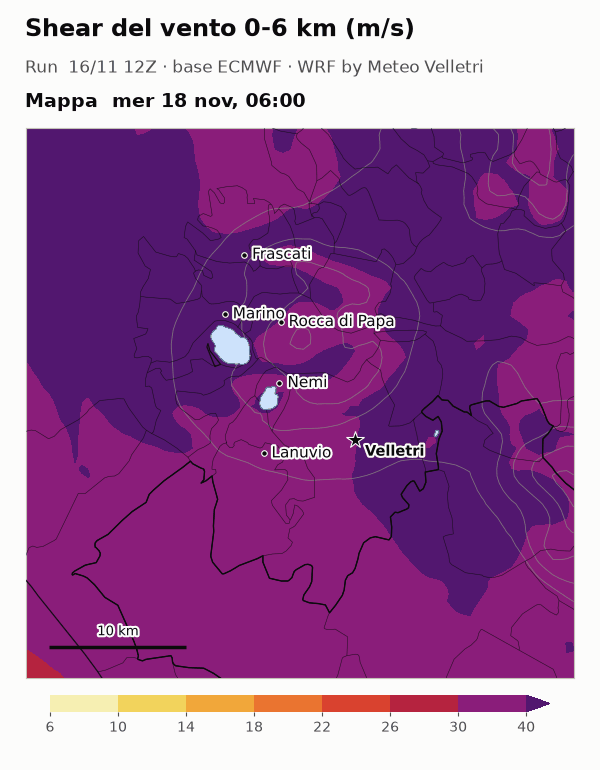 Shear del vento 0-6 km (m/s)
Run 16/11 12Z · base ECMWF · WRF by Meteo Velletri
Mappa mer 18 nov, 06:00
Frascati
Marino
Rocca di Papa
Nemi
Velletri
Lanuvio
10 km
6 10 14 18 22 26 30 40